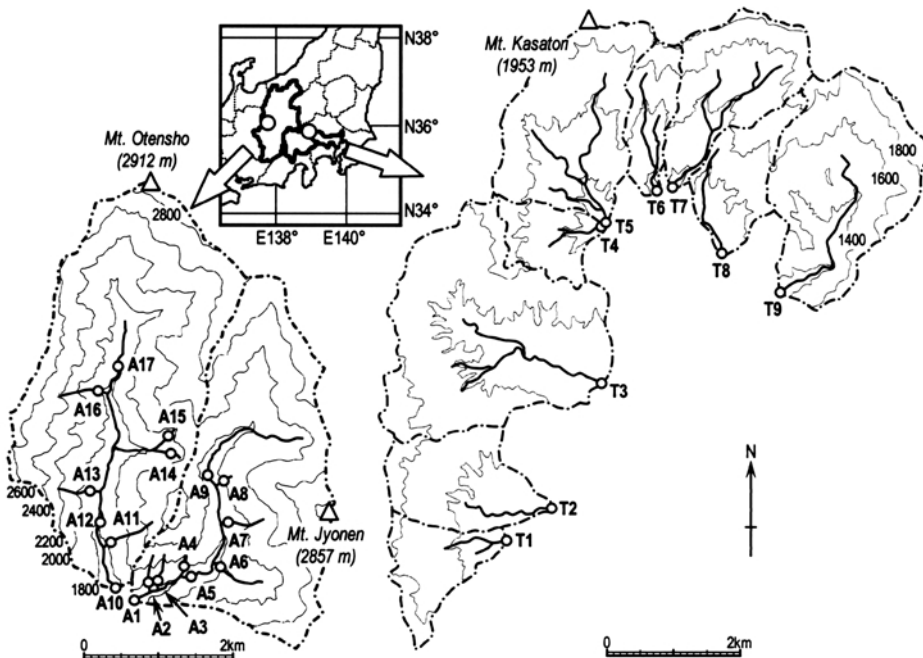 Mt. Kasatori
(1953 m)
N38°
N36°
N34°
E138°
E140°
Mt. Otensho
(2912 m)
2800
1800
1600
1400
T6
T7
T5
T4
T8
T9
T3
T2
T1
A17
A16
A15
A14
A13
A9
A8
2600
2400
A12
A11
A7
Mt. Jyonen
(2857 m)
2200
2000
A4
A6
A5
1800
A10
A1
A2
A3
N
0
2km
0
2km